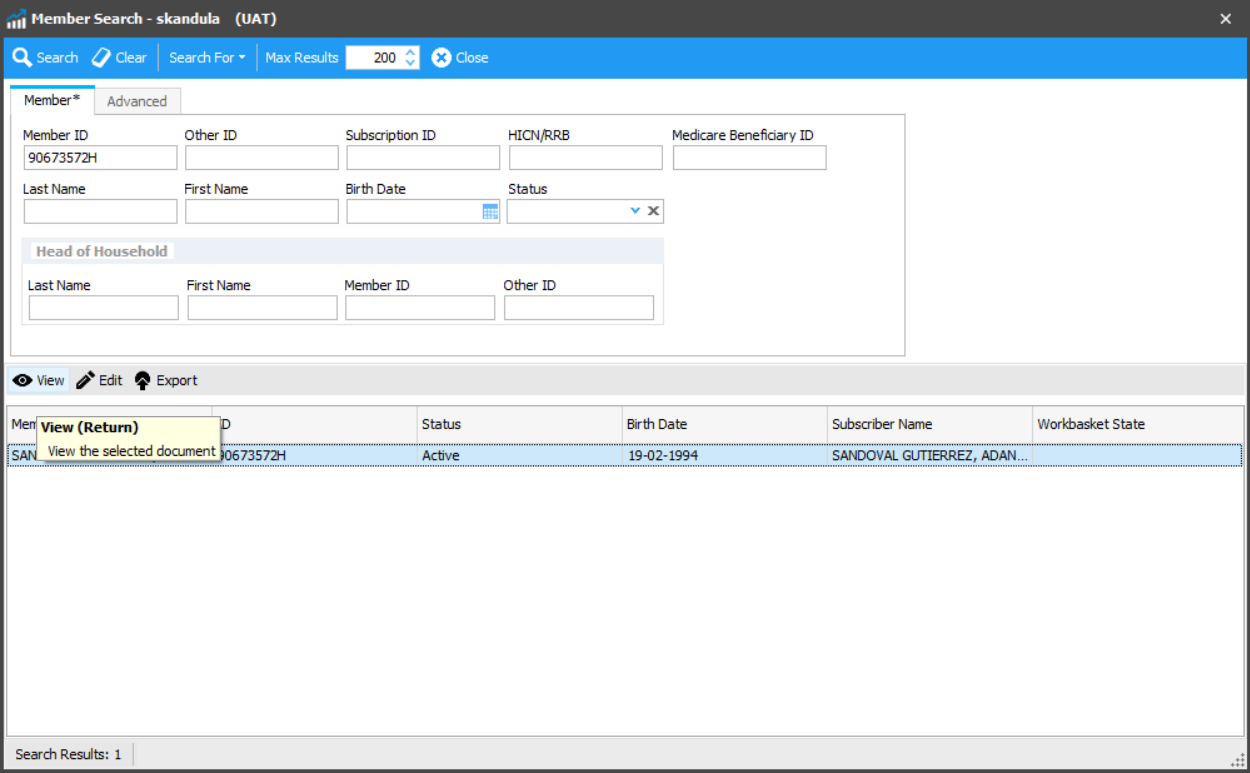 Member Search - skandula (UAT)
Search Clear Search For Max Results 200 Close
Member* Advanced
Member ID Other ID Subscription ID HICN/RRB Medicare Beneficiary ID
90673572H
Last Name First Name Birth Date Status
Head of Household
Last Name First Name Member ID Other ID
View Edit Export
Status Birth Date Subscriber Name Workbasket State
View (Return)
View the selected document
90673572H Active 19-02-1994 SANDOVAL GUTIERREZ, ADAN...
Search Results: 1